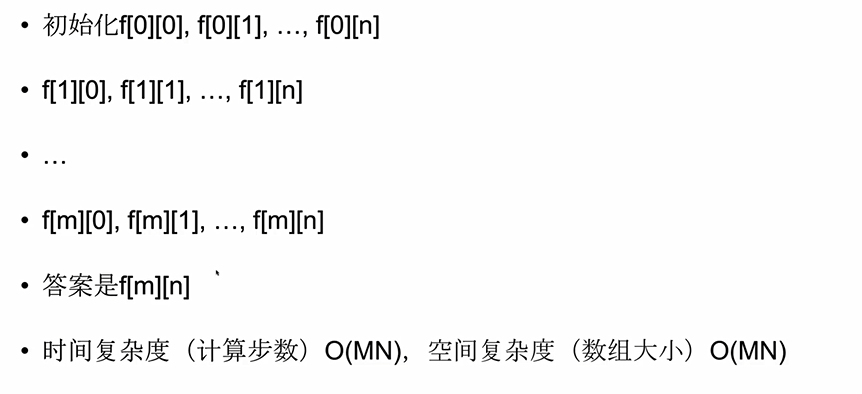 • 初始化f[0][0], f[0][1], …, f[0][n]
• f[1][0], f[1][1], …, f[1][n]
• …
• f[m][0], f[m][1], …, f[m][n]
• 答案是f[m][n]
• 时间复杂度（计算步数）O(MN)，空间复杂度（数组大小）O(MN)